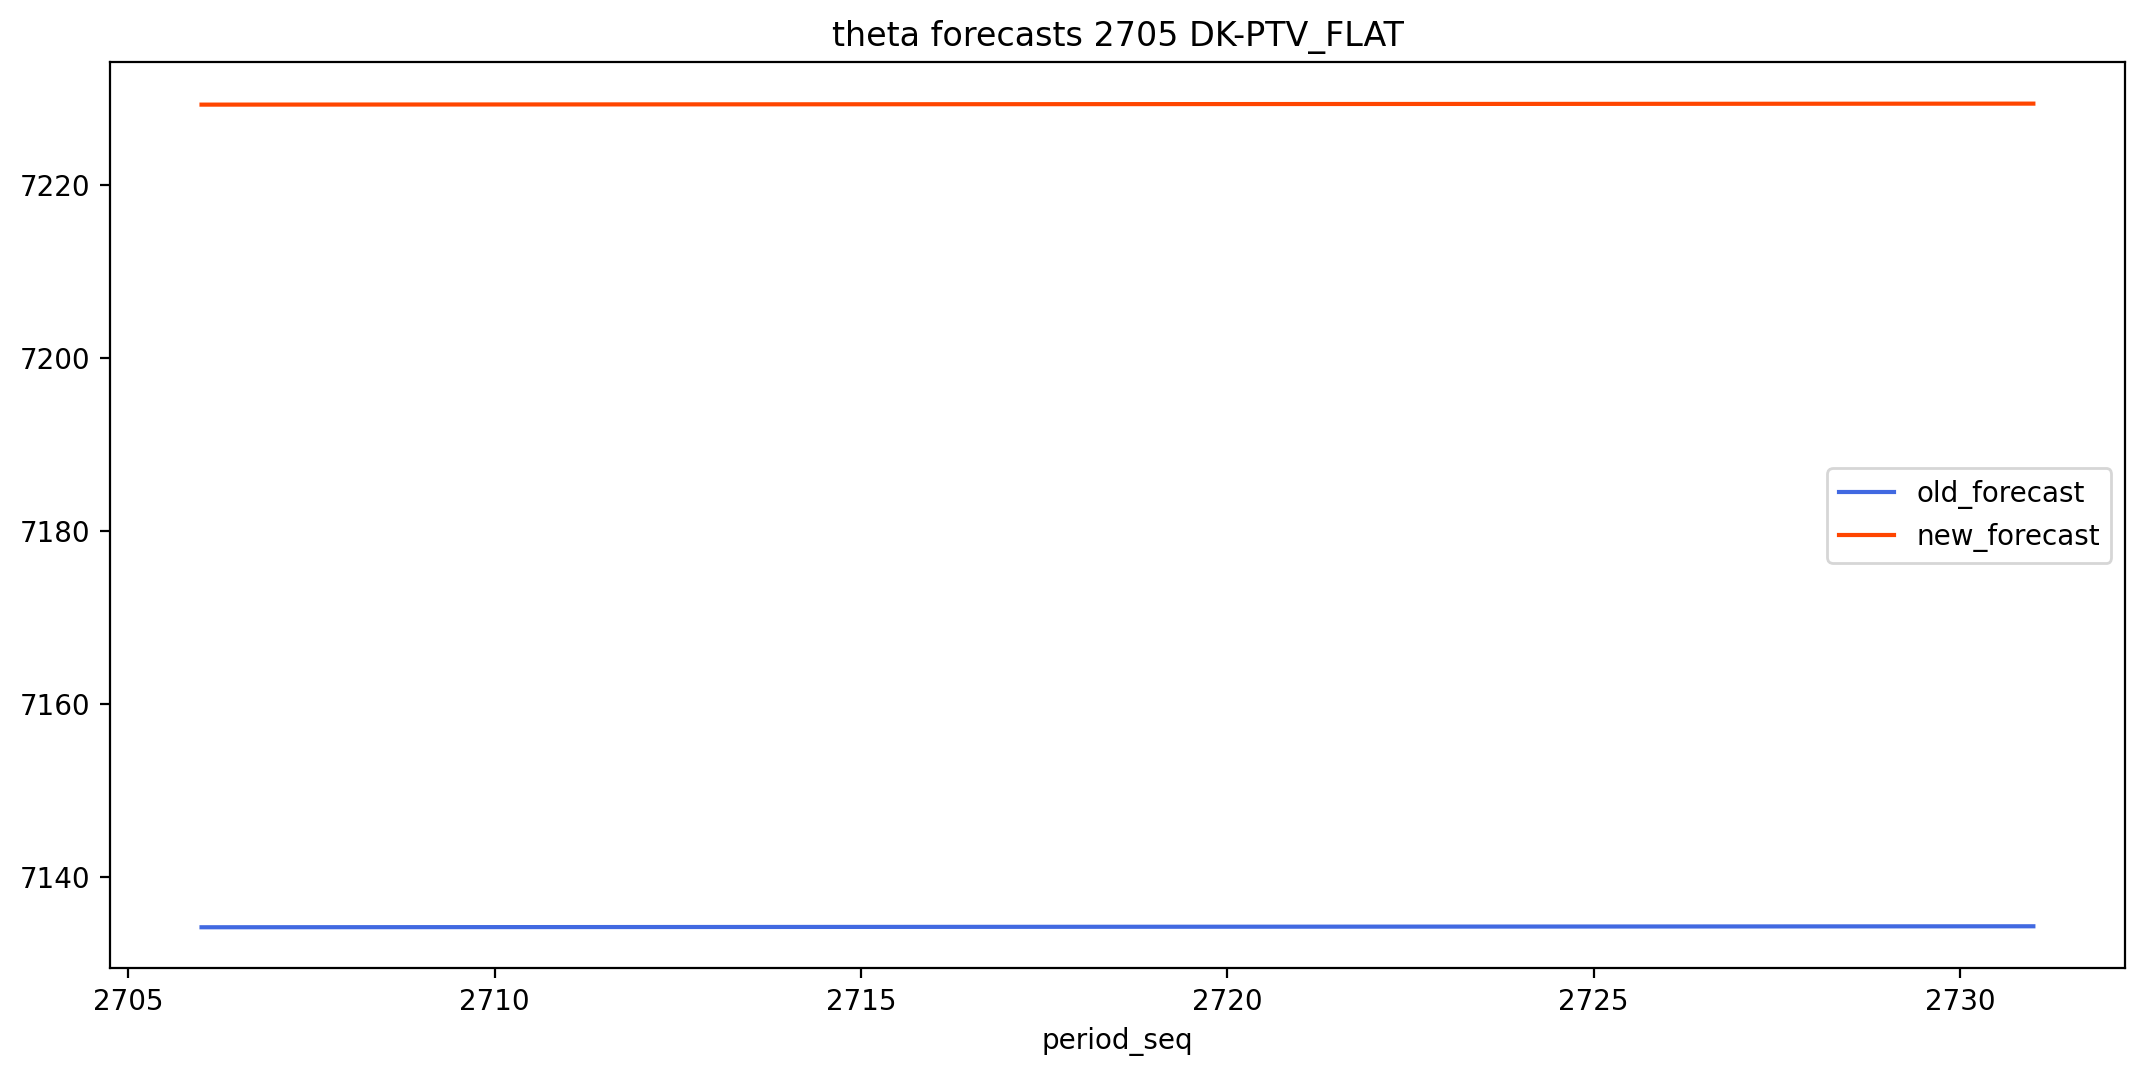 theta forecasts 2705 DK-PTV_FLAT
7220
7200
7180
7160
7140
old_forecast
new_forecast
2705 2710 2715 2720 2725 2730
period_seq